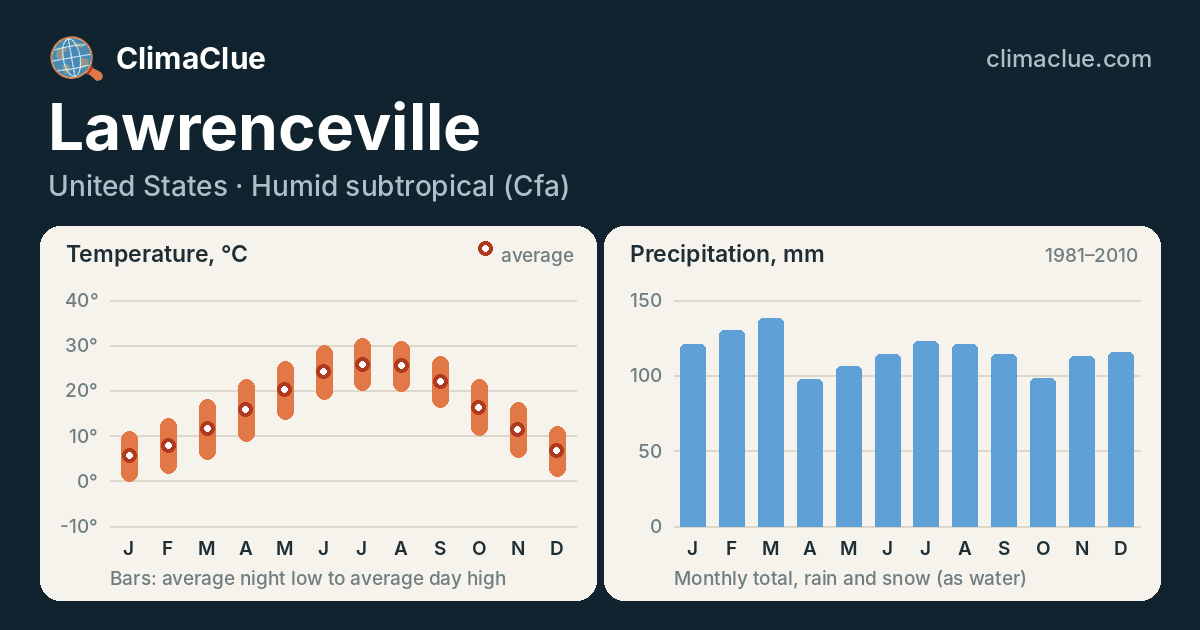 ClimaClue
climaclue.com
Lawrenceville
United States · Humid subtropical (Cfa)
Temperature, °C
average
40°
30°
20°
10°
0°
-10°
J F M A M J J A S O N D
Bars: average night low to average day high
Precipitation, mm
1981–2010
150
100
50
0
J F M A M J J A S O N D
Monthly total, rain and snow (as water)